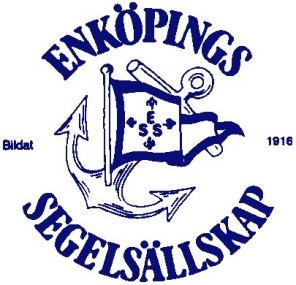 ENKÖPINGS
E
S S
Bildat 1916
SEGELSÄLLSKAP